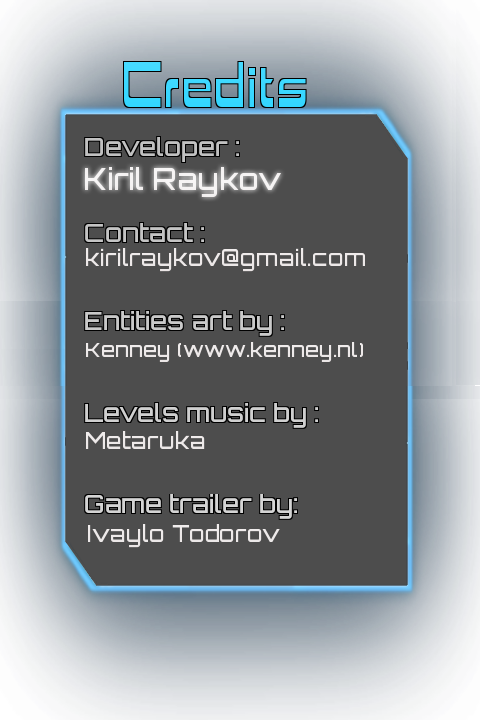 Credits
Developer :
Kiril Raykov
Contact :
kirilraykov@gmail.com
Entities art by :
Kenney (www.kenney.nl)
Levels music by :
Metaruka
Game trailer by:
Ivaylo Todorov